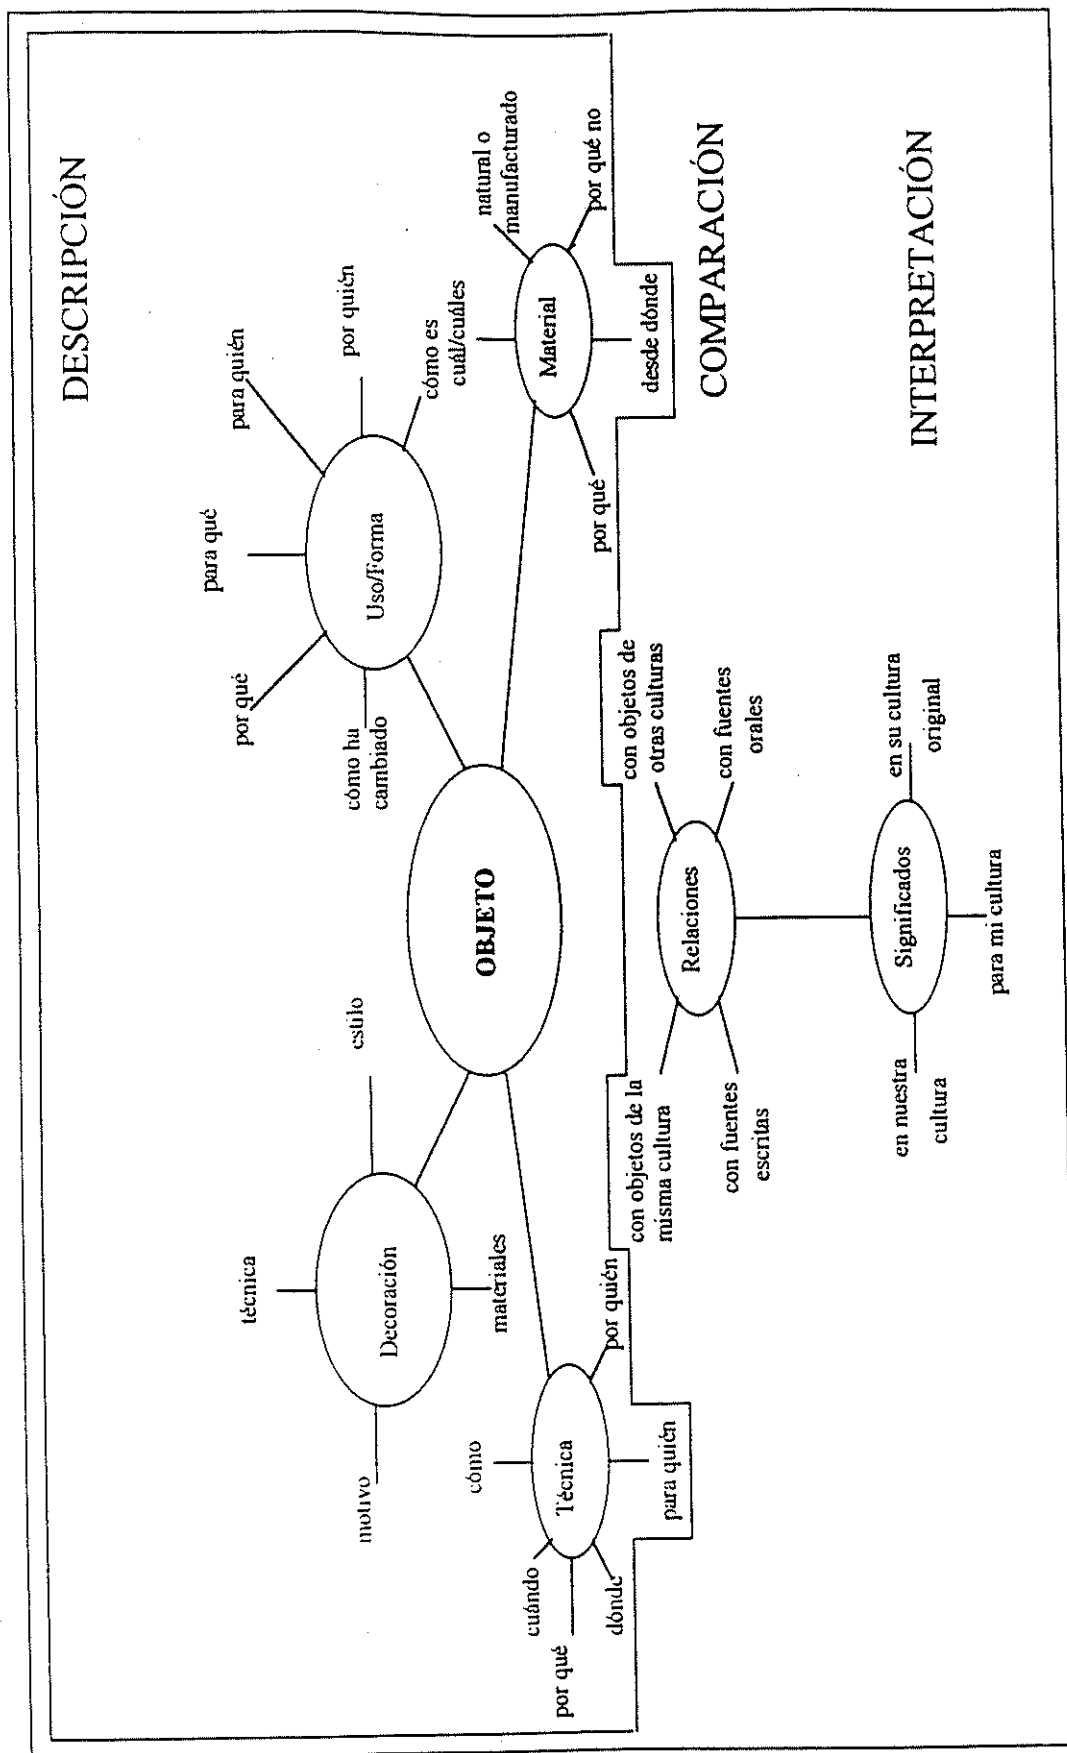 DESCRIPCIÓN
técnica
por qué
para qué
para quién
motivo
estilo
cómo ha
cambiado
por quién
Decoración
Uso/Forma
cómo es
cuál/cuáles
cómo
materiales
OBJETO
natural o
manufacturado
cuándo
por qué
Técnica
Material
dónde
por quién
por qué
por qué no
para quién
desde dónde
con objetos de la
misma cultura
con objetos de
otras culturas
Relaciones
COMPARACIÓN
con fuentes
escritas
con fuentes
orales
en nuestra
cultura
Significados
en su cultura
original
INTERPRETACIÓN
para mi cultura